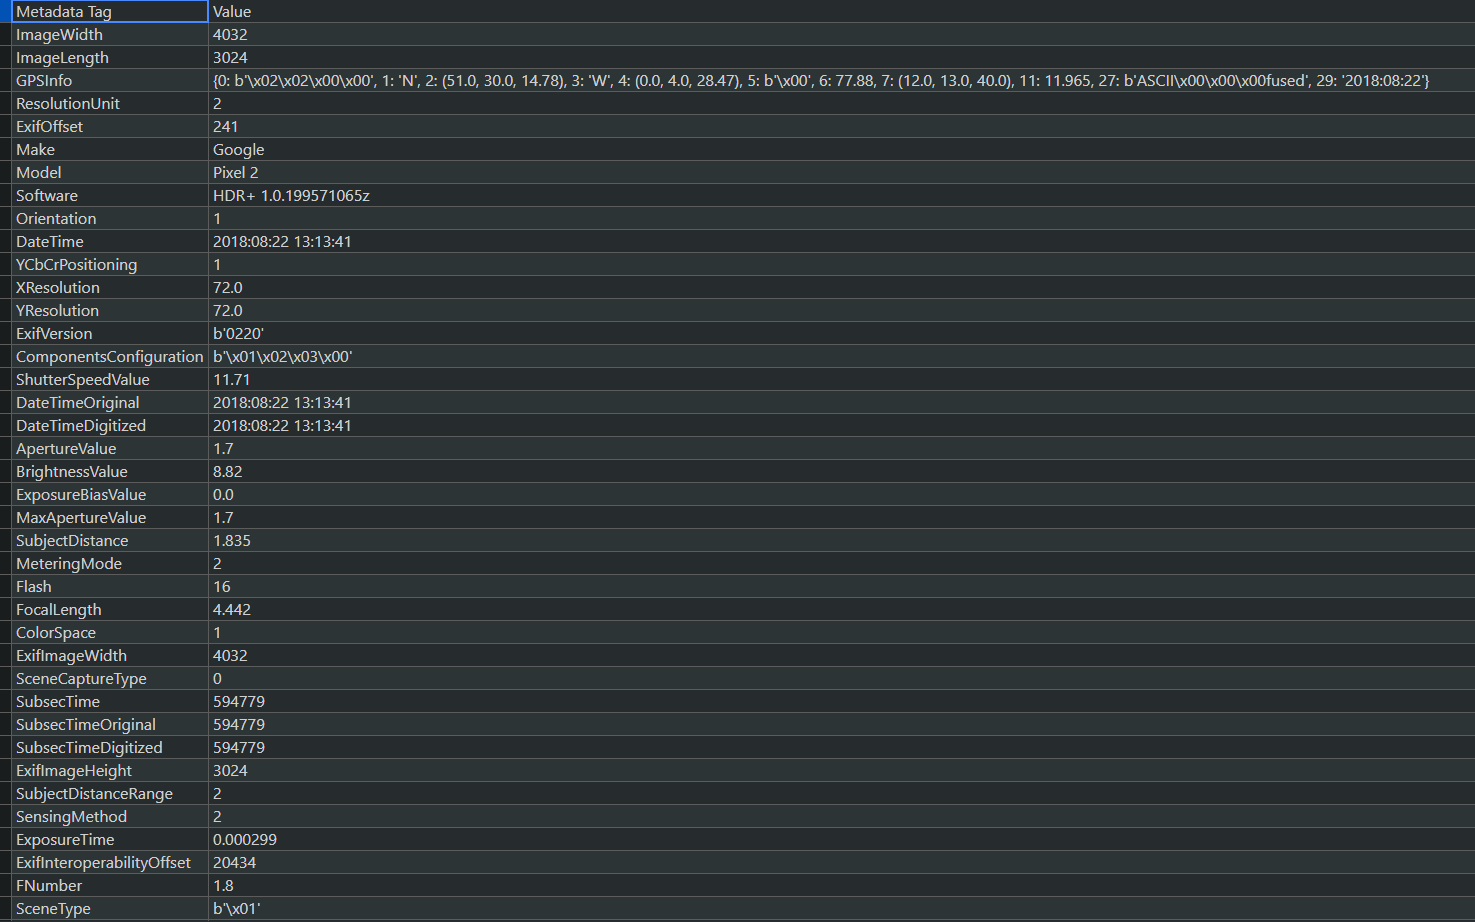 Metadata Tag Value
ImageWidth 4032
ImageLength 3024
GPSInfo {0: b'\x02\x02\x00\x00', 1: 'N', 2: (51.0, 30.0, 14.78), 3: 'W', 4: (0.0, 4.0, 28.47), 5: b'\x00', 6: 77.88, 7: (12.0, 13.0, 40.0), 11: 11.965, 27: b'ASCII\x00\x00\x00fused', 29: '2018:08:22'}
ResolutionUnit 2
ExifOffset 241
Make Google
Model Pixel 2
Software HDR+ 1.0.199571065z
Orientation 1
DateTime 2018:08:22 13:13:41
YCbCrPositioning 1
XResolution 72.0
YResolution 72.0
ExifVersion b'0220'
ComponentsConfiguration b'\x01\x02\x03\x00'
ShutterSpeedValue 11.71
DateTimeOriginal 2018:08:22 13:13:41
DateTimeDigitized 2018:08:22 13:13:41
ApertureValue 1.7
BrightnessValue 8.82
ExposureBiasValue 0.0
MaxApertureValue 1.7
SubjectDistance 1.835
MeteringMode 2
Flash 16
FocalLength 4.442
ColorSpace 1
ExifImageWidth 4032
SceneCaptureType 0
SubsecTime 594779
SubsecTimeOriginal 594779
SubsecTimeDigitized 594779
ExifImageHeight 3024
SubjectDistanceRange 2
SensingMethod 2
ExposureTime 0.000299
ExifInteroperabilityOffset 20434
FNumber 1.8
SceneType b'\x01'